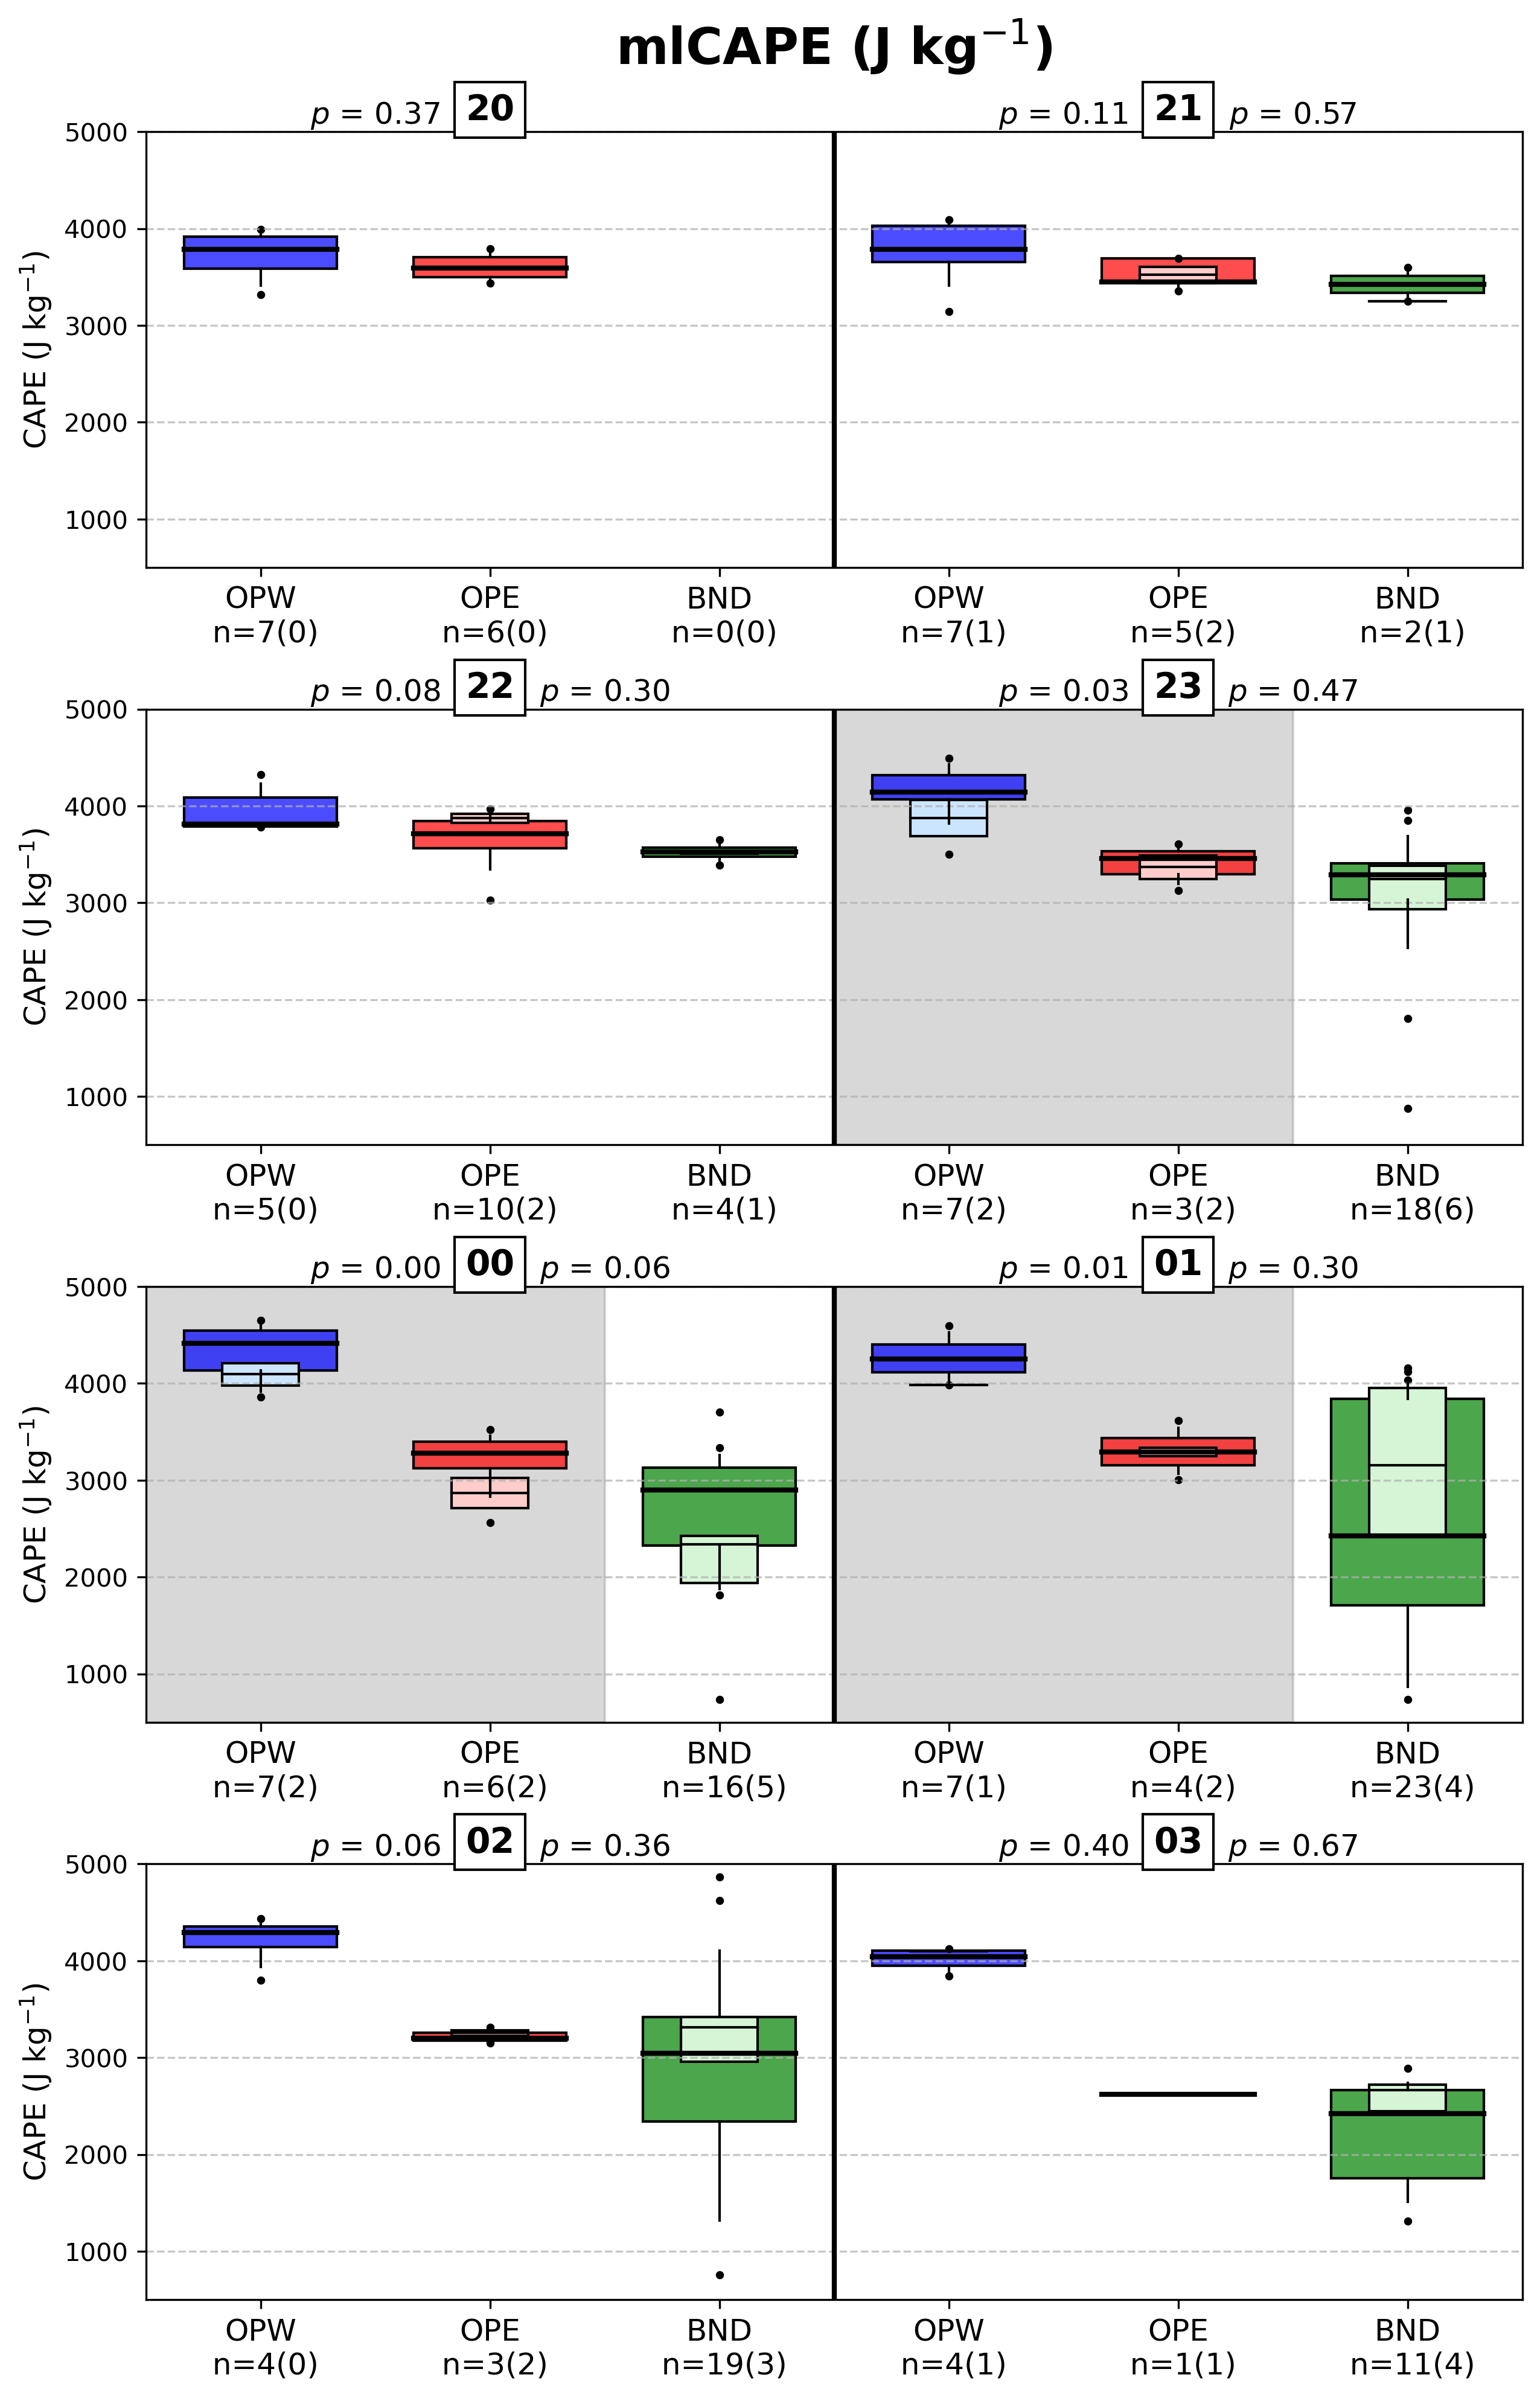 mlCAPE (J kg⁻¹)
p = 0.37 20
p = 0.11 21 p = 0.57
CAPE (J kg⁻¹)
5000
4000
3000
2000
1000
OPW OPE BND OPW OPE BND
n=7(0) n=6(0) n=0(0) n=7(1) n=5(2) n=2(1)
p = 0.08 22 p = 0.30
p = 0.03 23 p = 0.47
CAPE (J kg⁻¹)
5000
4000
3000
2000
1000
OPW OPE BND OPW OPE BND
n=5(0) n=10(2) n=4(1) n=7(2) n=3(2) n=18(6)
p = 0.00 00 p = 0.06
p = 0.01 01 p = 0.30
CAPE (J kg⁻¹)
5000
4000
3000
2000
1000
OPW OPE BND OPW OPE BND
n=7(2) n=6(2) n=16(5) n=7(1) n=4(2) n=23(4)
p = 0.06 02 p = 0.36
p = 0.40 03 p = 0.67
CAPE (J kg⁻¹)
5000
4000
3000
2000
1000
OPW OPE BND OPW OPE BND
n=4(0) n=3(2) n=19(3) n=4(1) n=1(1) n=11(4)